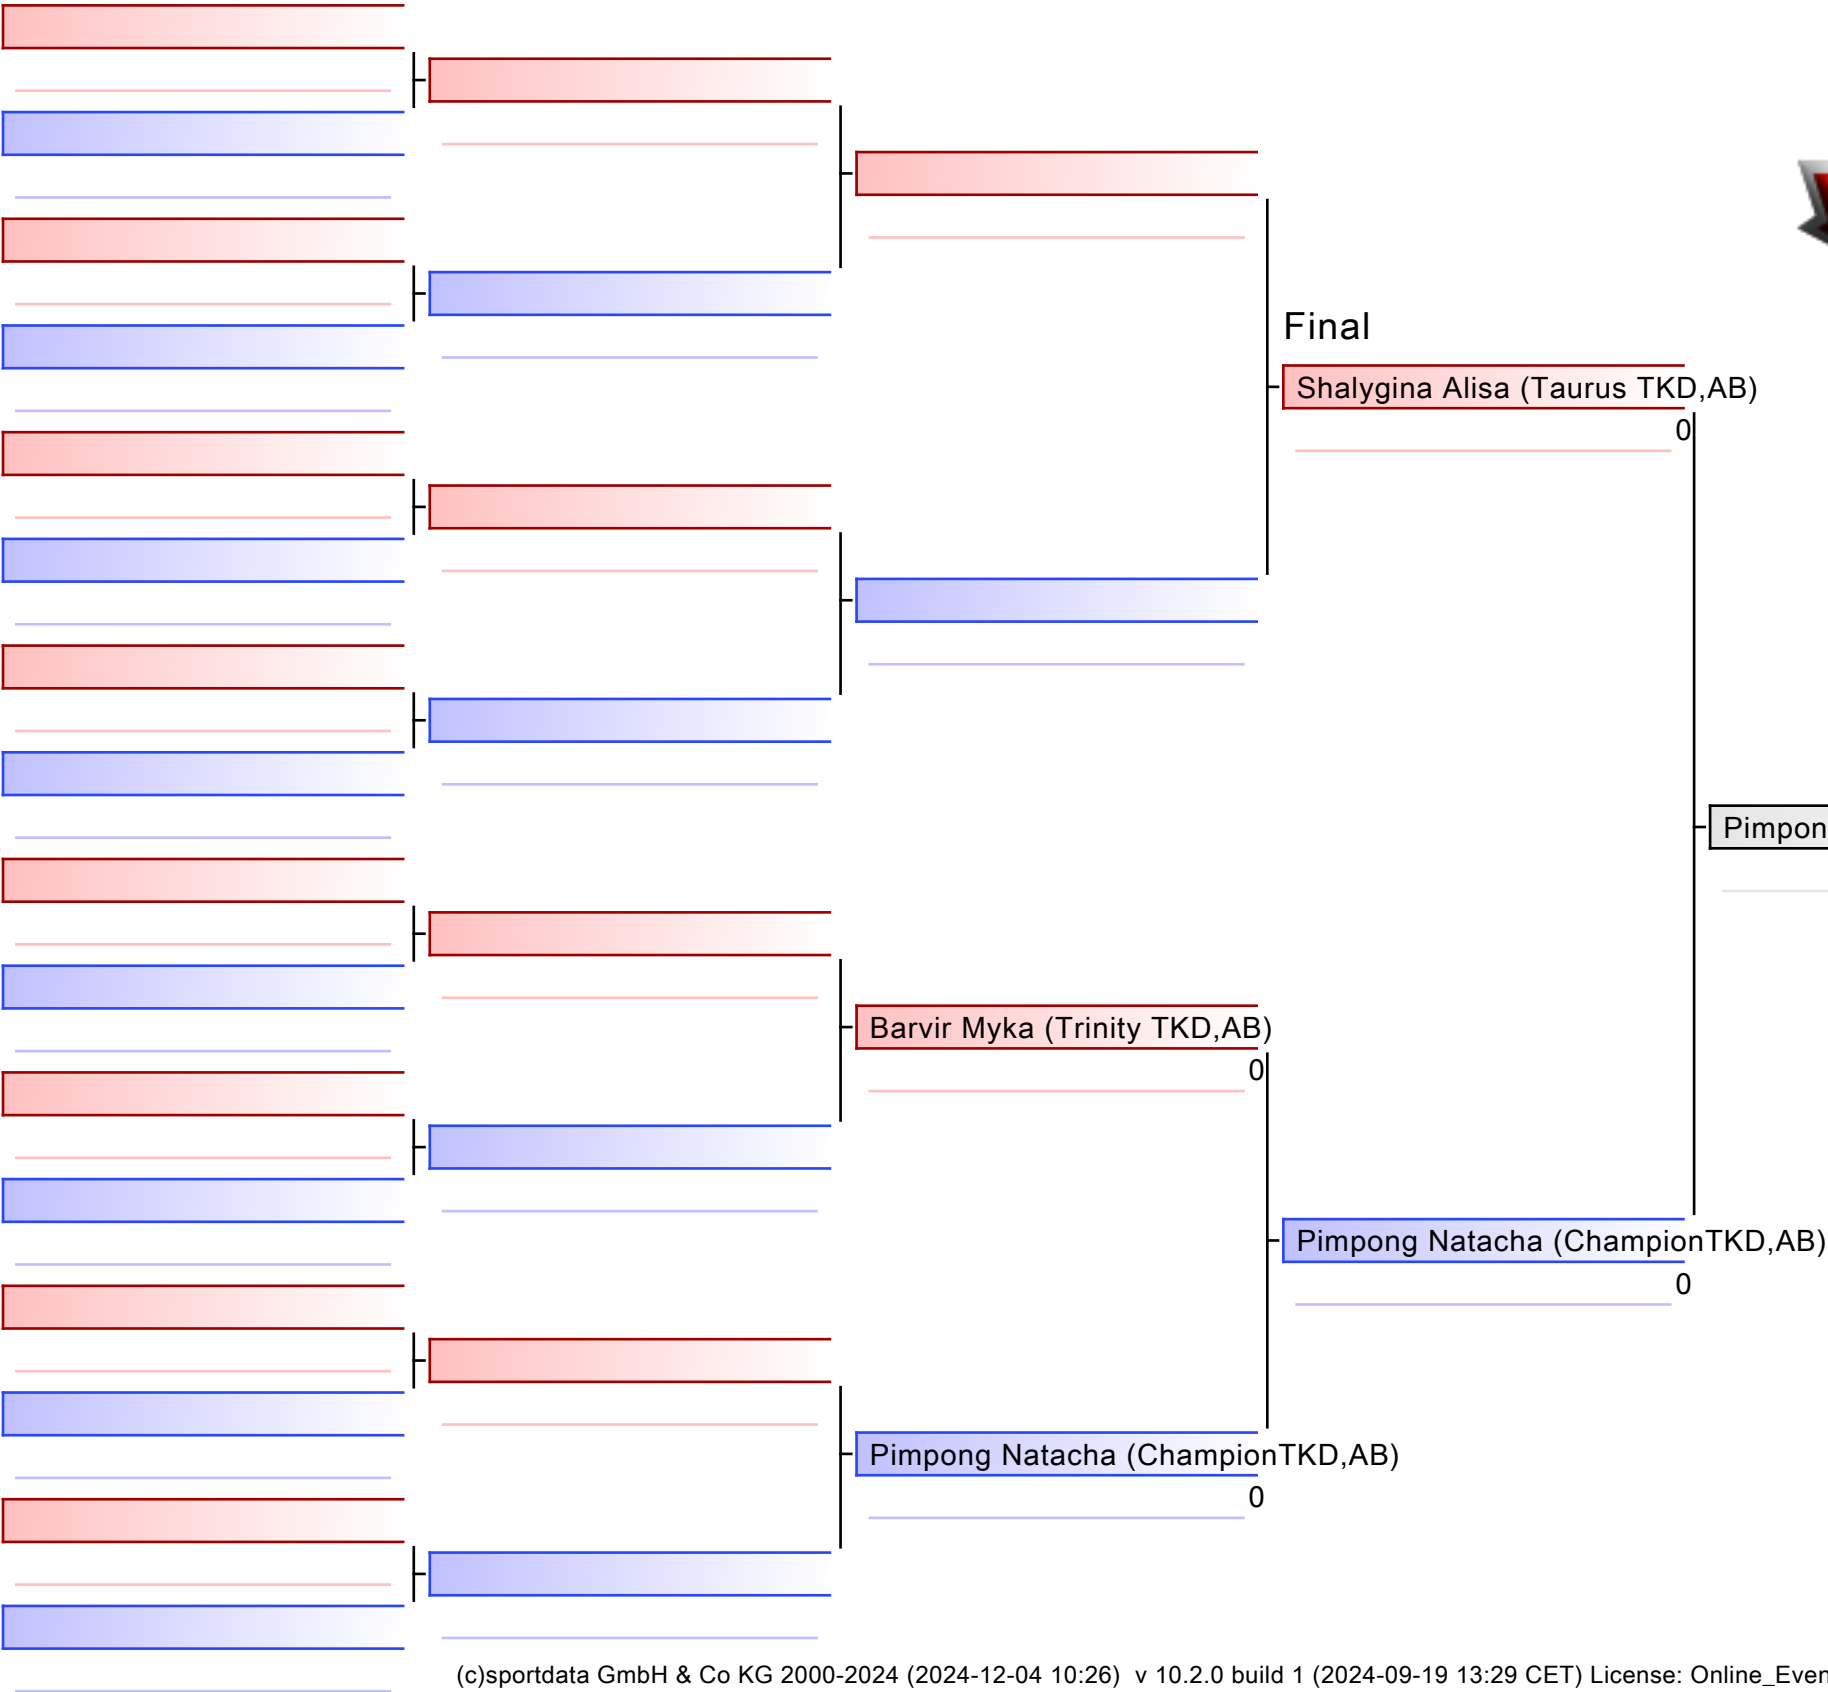 Final
Shalygina Alisa (Taurus TKD,AB)
0
Pimpon
Barvir Myka (Trinity TKD,AB)
0
Pimpong Natacha (ChampionTKD,AB)
0
Pimpong Natacha (ChampionTKD,AB)
0
(c)sportdata GmbH & Co KG 2000-2024 (2024-12-04 10:26) v 10.2.0 build 1 (2024-09-19 13:29 CET) License: Online_Even